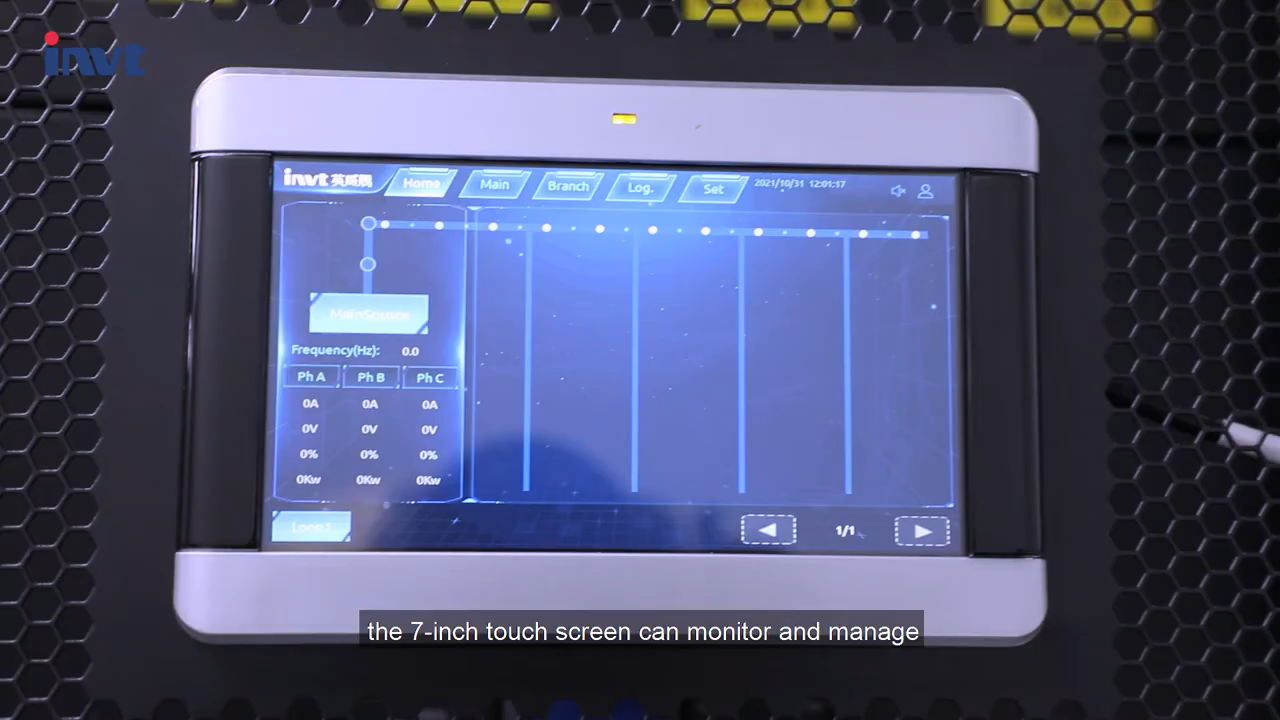 invt
invt 英威腾
Home
Main
Branch
Log.
Set
2021/10/31 12:01:17
MainSource
Frequency(Hz): 0.0
Ph A Ph B Ph C
0A 0A 0A
0V 0V 0V
0% 0% 0%
0Kw 0Kw 0Kw
Loop1
1/1
the 7-inch touch screen can monitor and manage